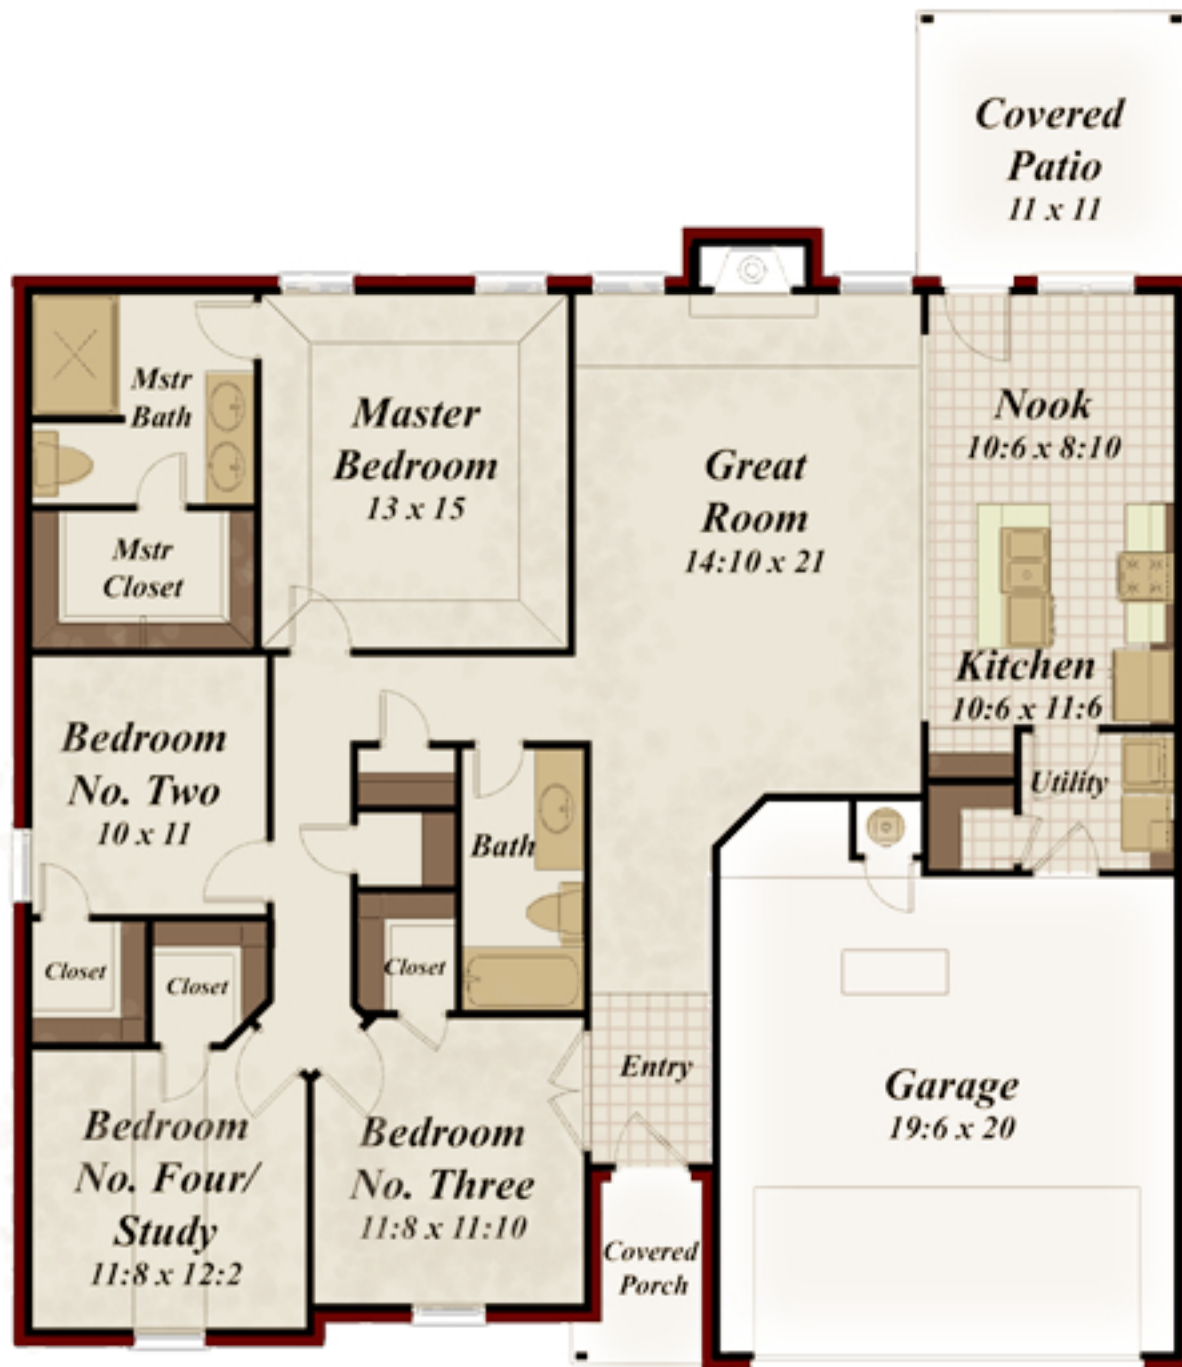 Covered
Patio
11 x 11
Mstr
Bath
Master
Bedroom
13 x 15
Great
Room
14:10 x 21
Nook
10:6 x 8:10
Mstr
Closet
Kitchen
10:6 x 11:6
Bedroom
No. Two
10 x 11
Bath
Utility
Closet
Closet
Closet
Entry
Garage
19:6 x 20
Bedroom
No. Four/
Study
11:8 x 12:2
Bedroom
No. Three
11:8 x 11:10
Covered
Porch